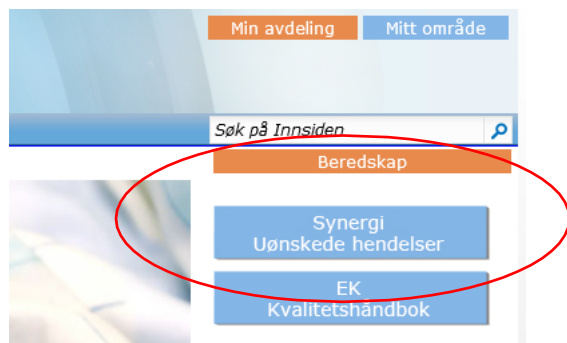 Min avdeling
Mitt område
Søk på Innsiden
Beredskap
Synergi
Uønskede hendelser
EK
Kvalitetshåndbok